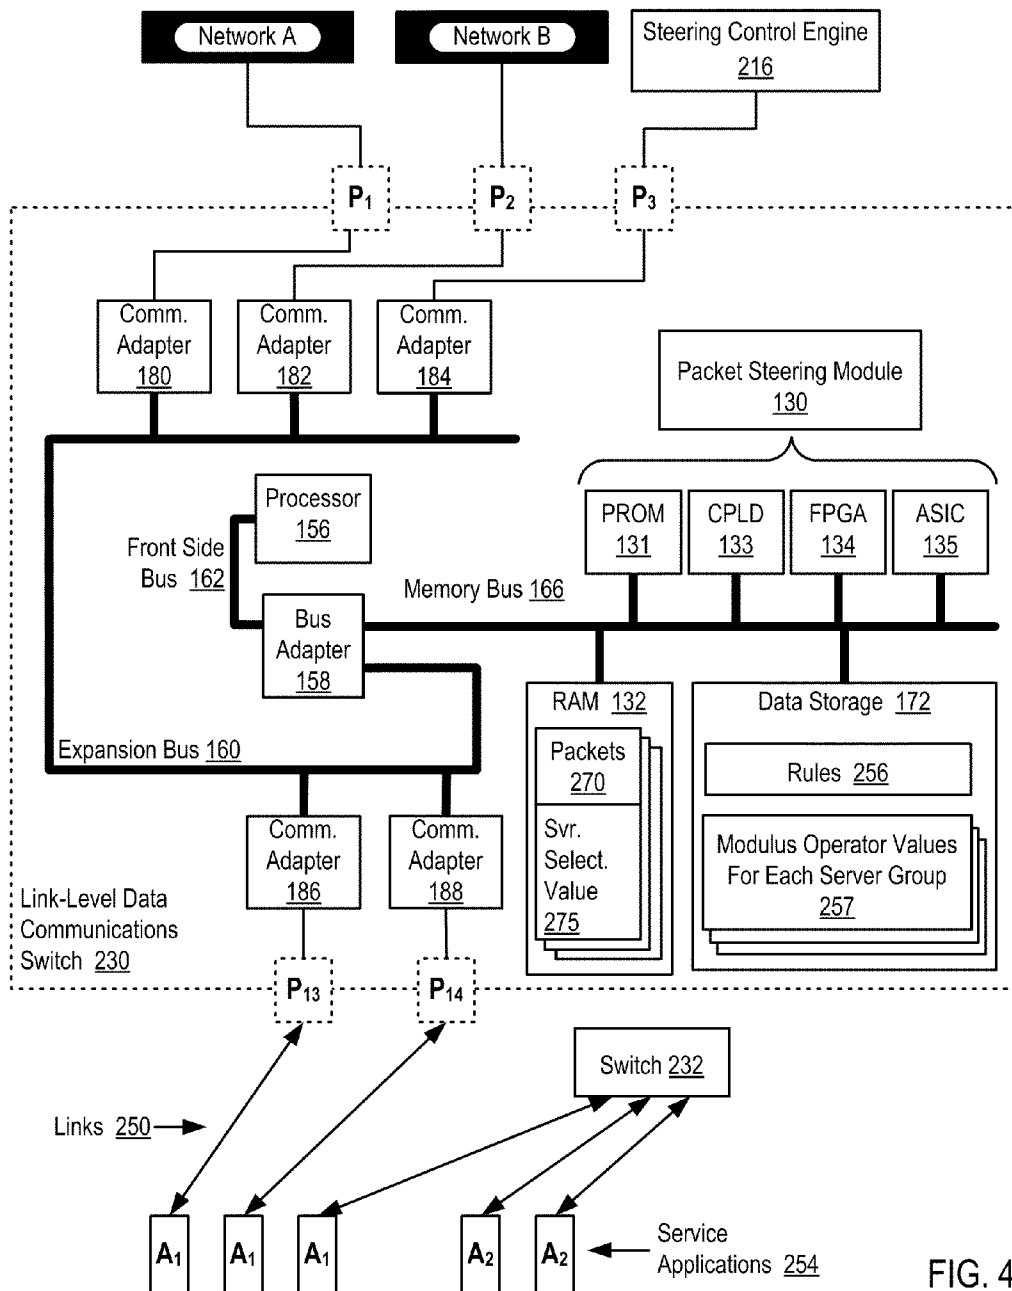 Network A
Network B
Steering Control Engine
216
P1
P2
P3
Comm.
Adapter
180
Comm.
Adapter
182
Comm.
Adapter
184
Packet Steering Module
130
Processor
156
PROM
131
CPLD
133
FPGA
134
ASIC
135
Front Side
Bus 162
Memory Bus 166
Bus
Adapter
158
RAM 132
Data Storage 172
Expansion Bus 160
Packets
270
Rules 256
Svr.
Select.
Value
275
Modulus Operator Values
For Each Server Group
257
Comm.
Adapter
186
Comm.
Adapter
188
Link-Level Data
Communications
Switch 230
P13
P14
Switch 232
Links 250
A1
A1
A1
A2
A2
Service
Applications 254
FIG. 4